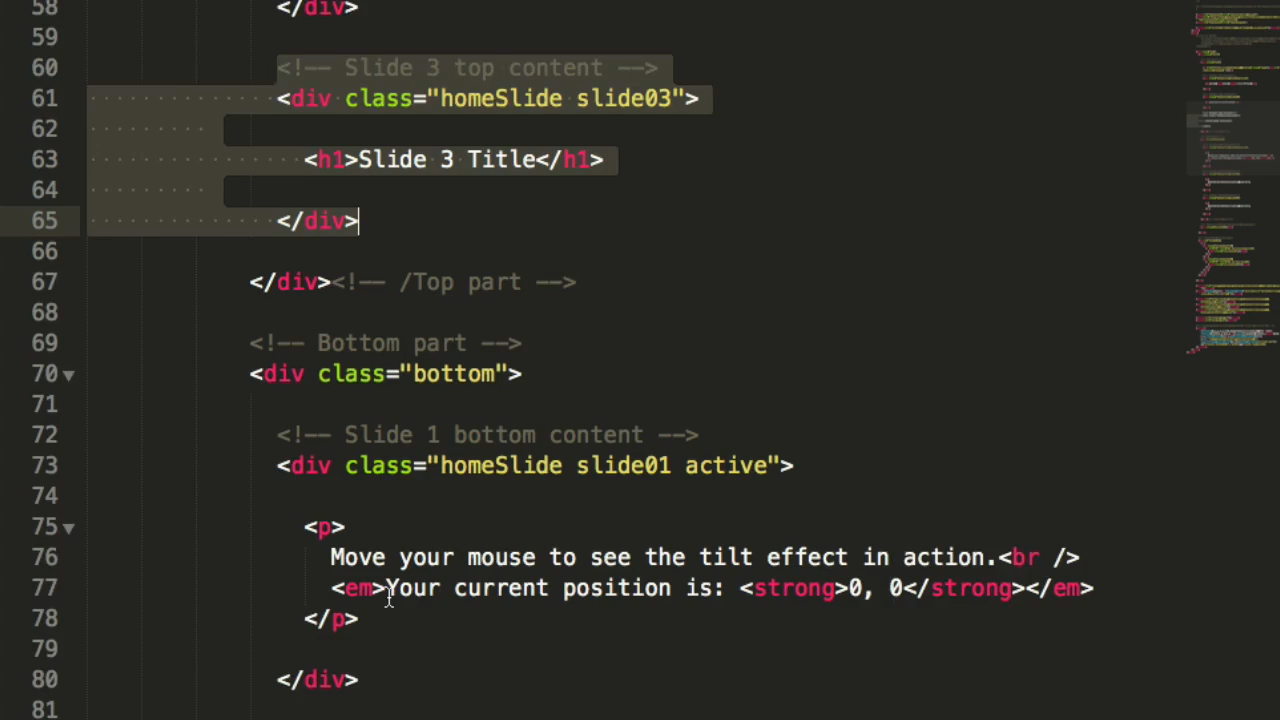 58 </div>
59
60 <!-- Slide 3 top content -->
61 <div class="homeSlide slide03">
62
63 <h1>Slide 3 Title</h1>
64
65 </div>
66
67 </div><!-- /Top part -->
68
69 <!-- Bottom part -->
70 <div class="bottom">
71
72 <!-- Slide 1 bottom content -->
73 <div class="homeSlide slide01 active">
74
75 <p>
76 Move your mouse to see the tilt effect in action.<br />
77 <em>Your current position is: <strong>0, 0</strong></em>
78 </p>
79
80 </div>
81